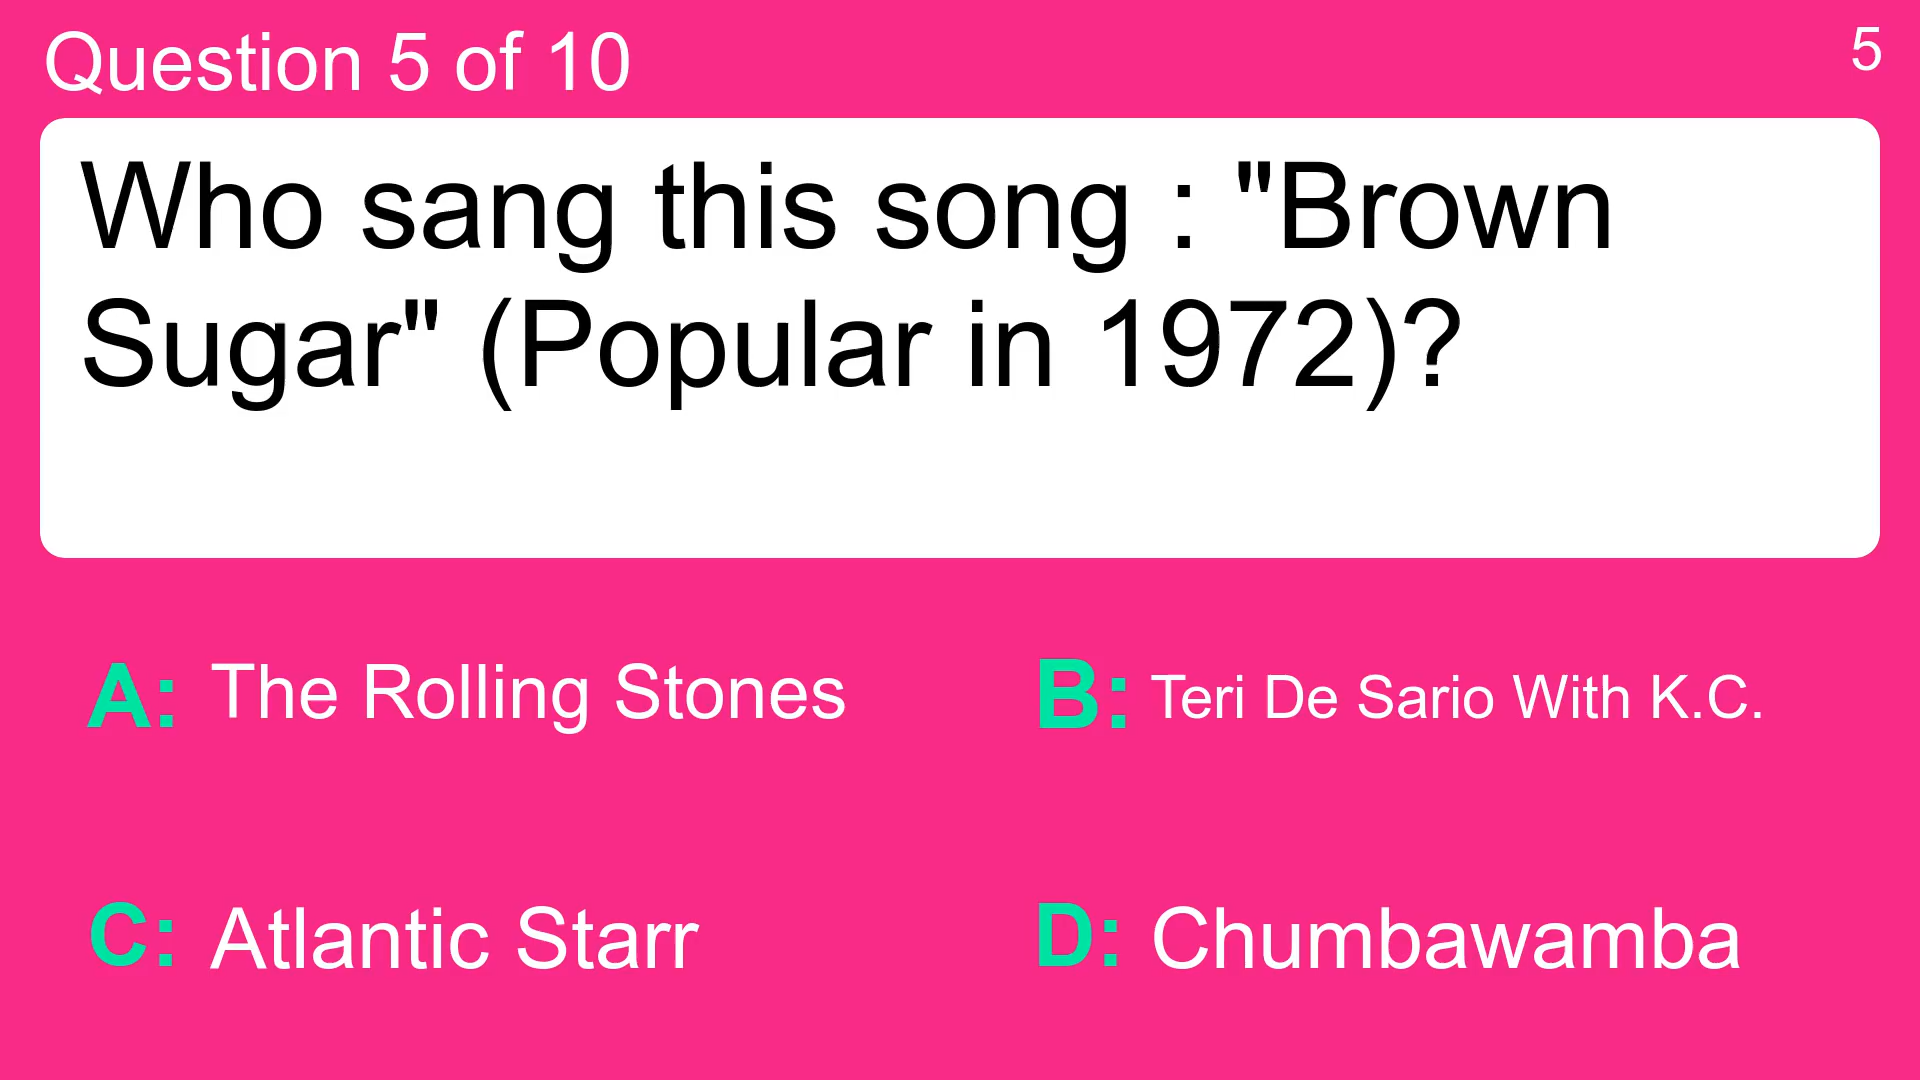 Question 5 of 10
5
Who sang this song : "Brown
Sugar" (Popular in 1972)?
A: The Rolling Stones
B: Teri De Sario With K.C.
C: Atlantic Starr
D: Chumbawamba